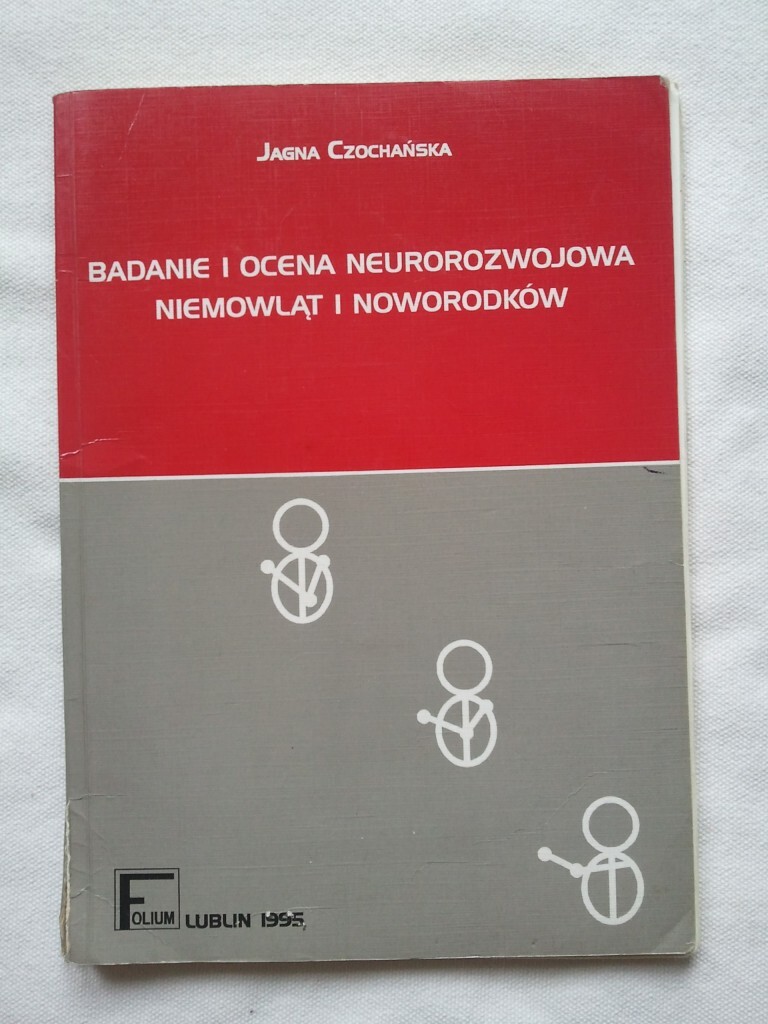 Jagna Czochańska
BADANIE I OCENA NEUROROZWOJOWA
NIEMOWLĄT I NOWORODKÓW
FOLIUM LUBLIN 1995